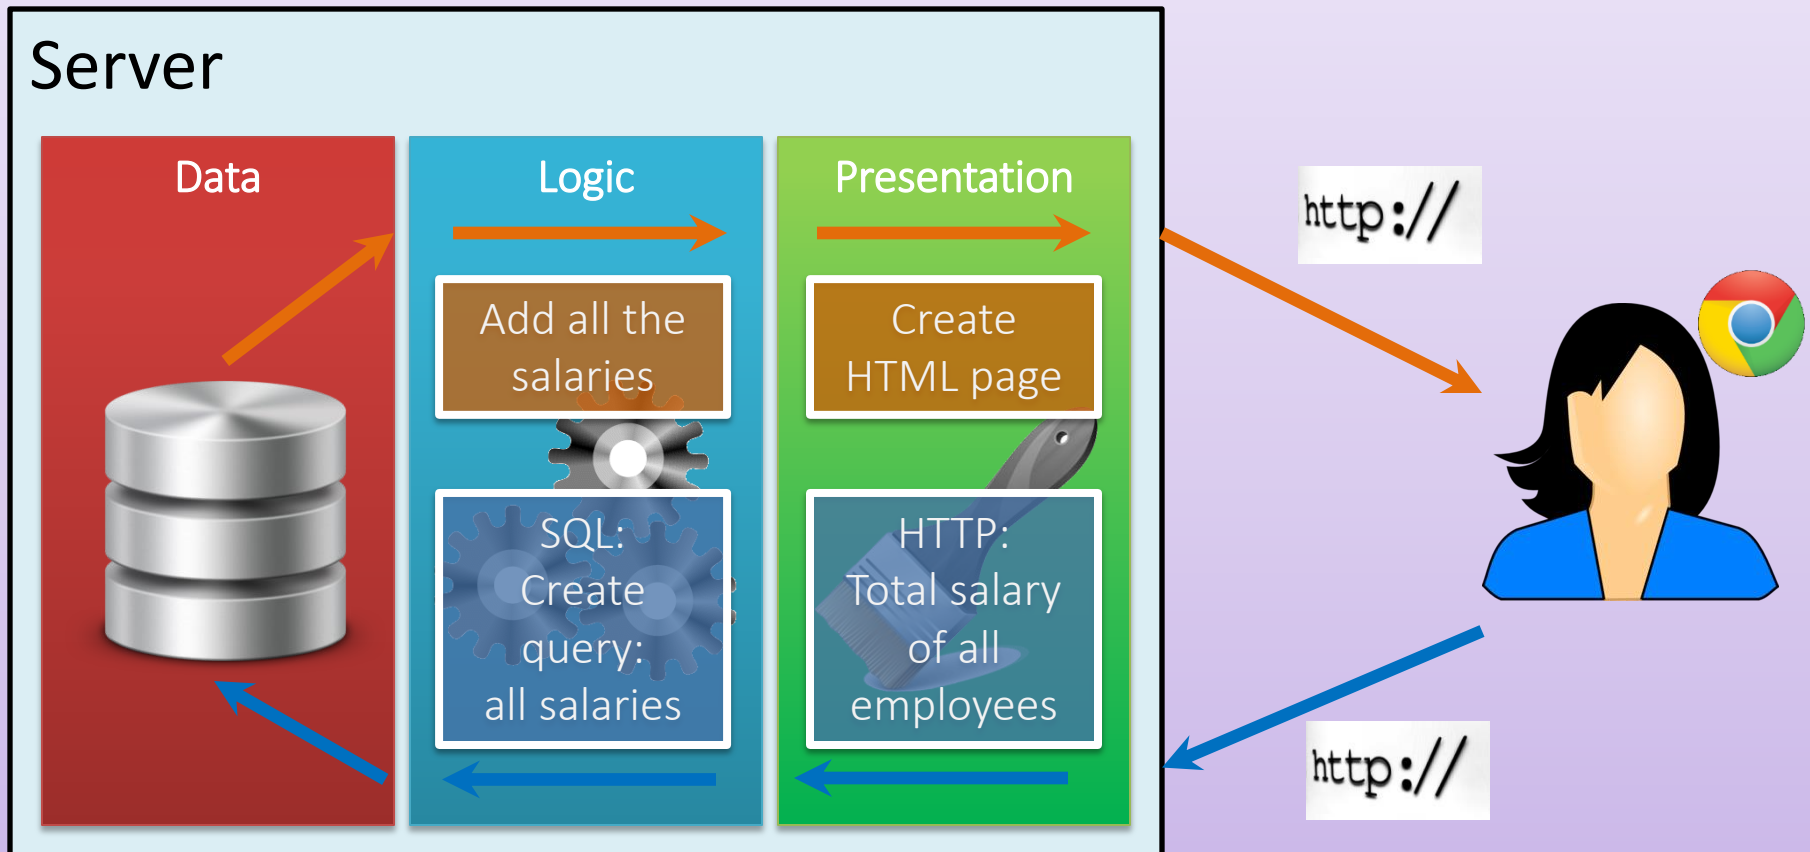 Server
Data
Logic
Presentation
Add all the
salaries
Create
HTML page
SQL:
Create
query:
all salaries
HTTP:
Total salary
of all
employees
http://
http://